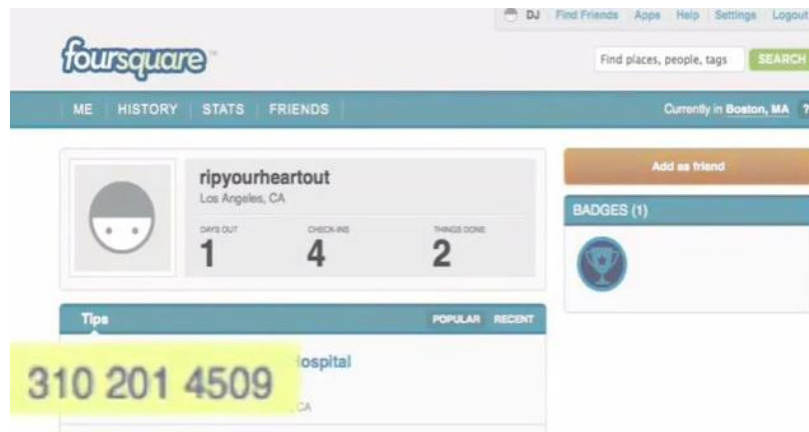 DJ Find Friends Apps Help Settings Logout
foursquare
Find places, people, tags SEARCH
ME HISTORY STATS FRIENDS Currently in Boston, MA ?
ripyourheartout
Los Angeles, CA
Add as friend
DAYS OUT CHECK-INS THINGS DONE
1 4 2
BADGES (1)
Tips POPULAR RECENT
ospital
310 201 4509
CA